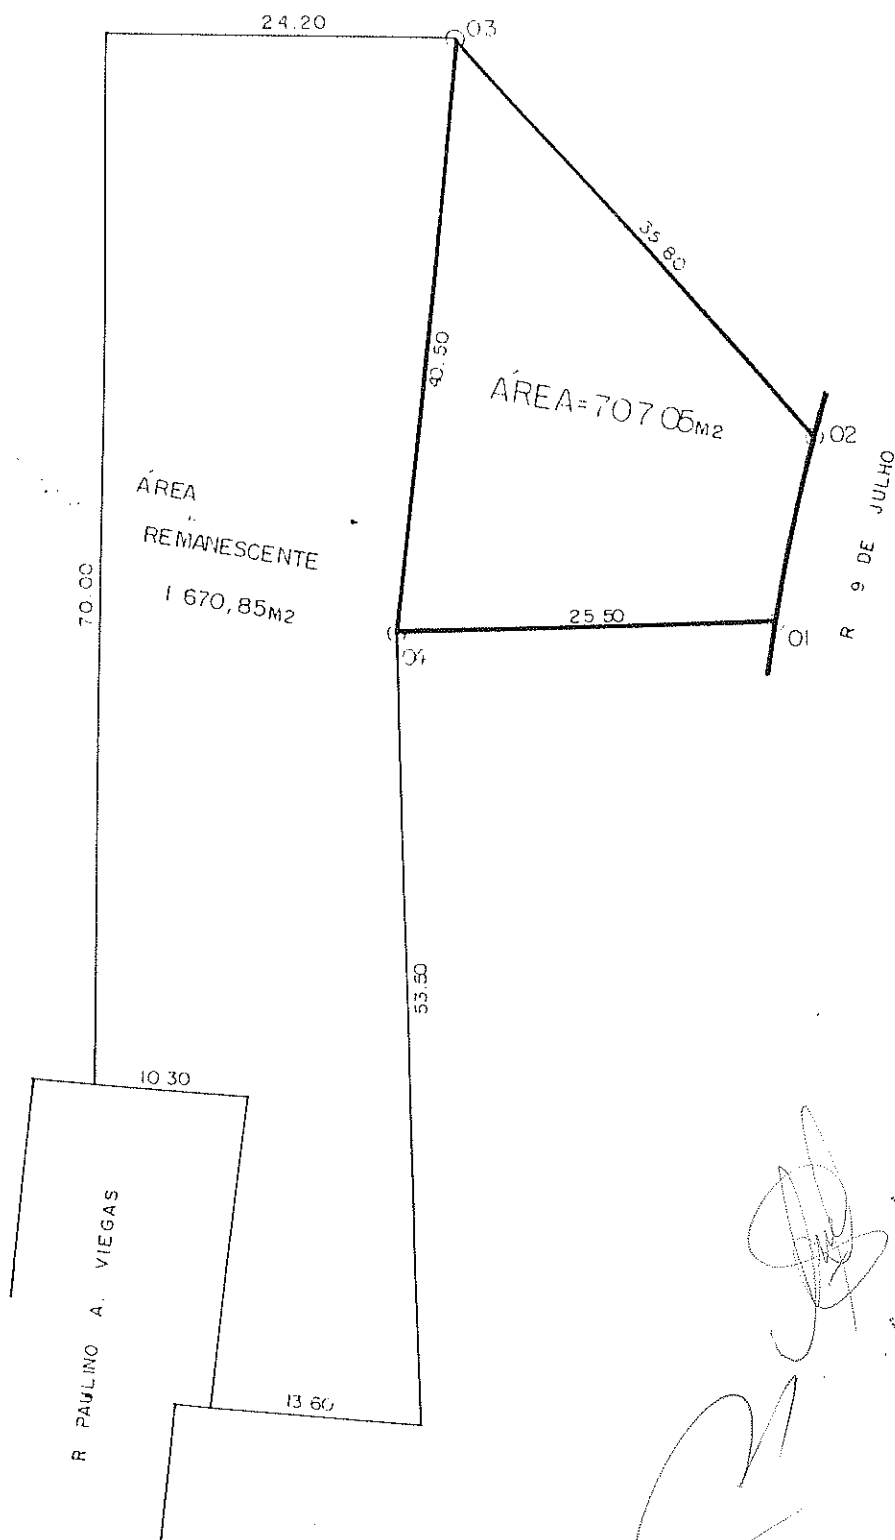 24.20
03
35.80
40.50
ÁREA=707.05M2
02
R 9 DE JULHO
ÁREA
REMANESCENTE
1 670,85M2
70.00
25.50
01
04
53.50
10.30
R PAULINO A. VIEGAS
13.60